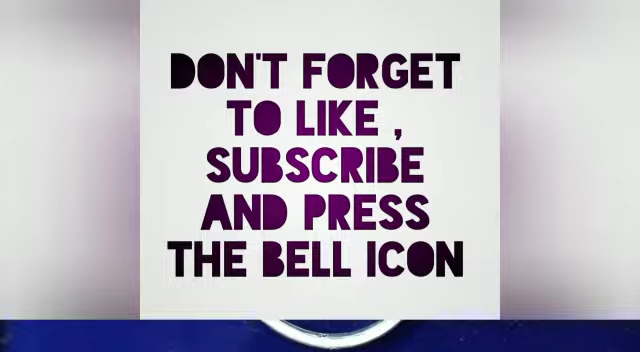 DON'T FORGET
TO LIKE ,
SUBSCRIBE
AND PRESS
THE BELL ICON